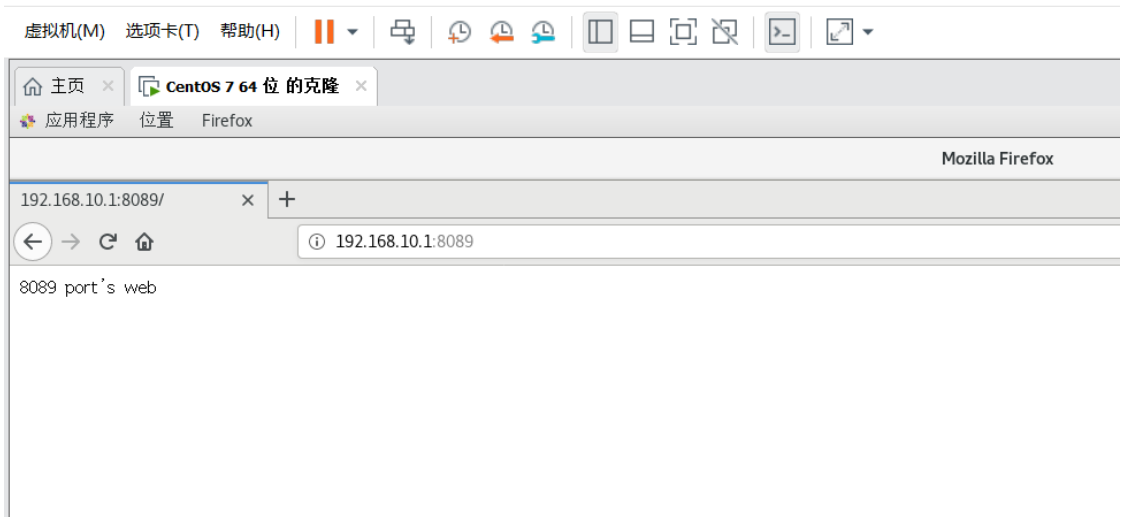 虚拟机(M) 选项卡(T) 帮助(H)
主页 CentOS 7 64 位 的克隆
应用程序 位置 Firefox
Mozilla Firefox
192.168.10.1:8089/
192.168.10.1:8089
8089 port's web